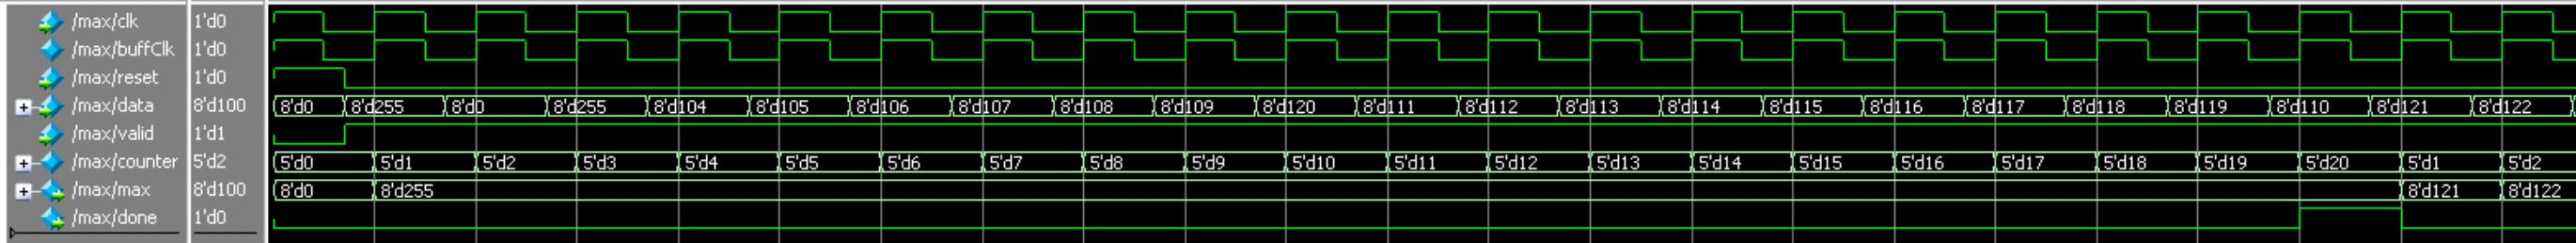 /max/clk 1'd0
/max/buffClk 1'd0
/max/reset 1'd0
/max/data 8'd100 8'd0 8'd255 8'd0 8'd255 8'd104 8'd105 8'd106 8'd107 8'd108 8'd109 8'd120 8'd111 8'd112 8'd113 8'd114 8'd115 8'd116 8'd117 8'd118 8'd119 8'd110 8'd121 8'd122
/max/valid 1'd1
/max/counter 5'd2 5'd0 5'd1 5'd2 5'd3 5'd4 5'd5 5'd6 5'd7 5'd8 5'd9 5'd10 5'd11 5'd12 5'd13 5'd14 5'd15 5'd16 5'd17 5'd18 5'd19 5'd20 5'd1 5'd2
/max/max 8'd100 8'd0 8'd255 8'd121 8'd122
/max/done 1'd0